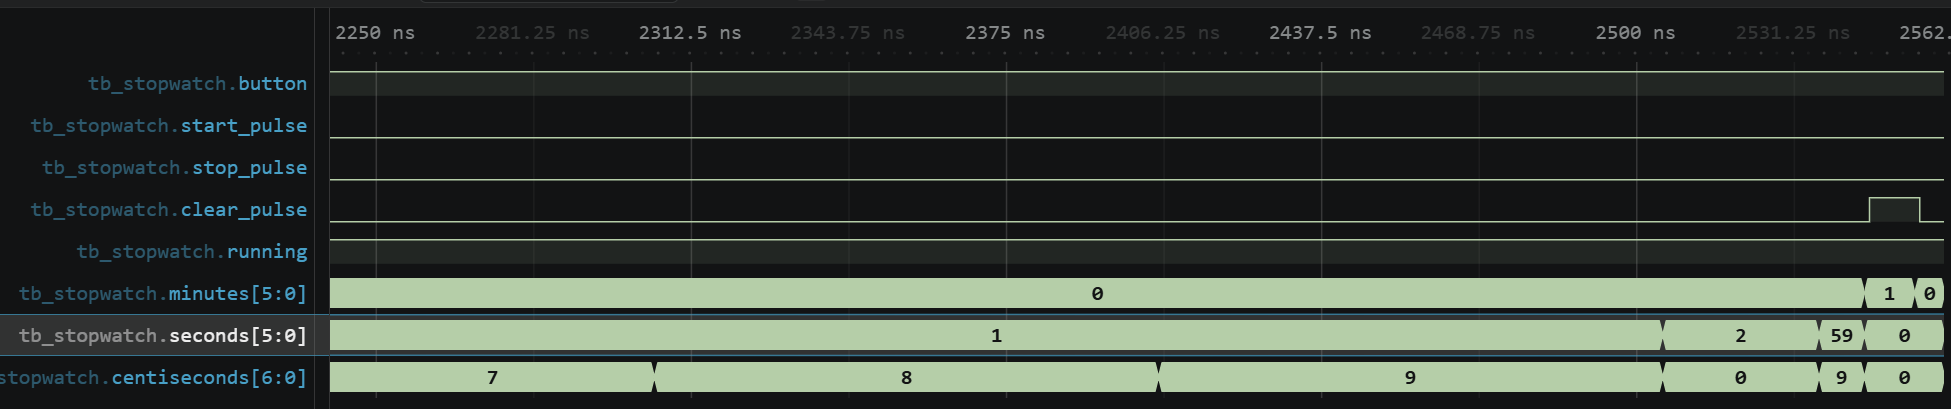 2250 ns 2281.25 ns 2312.5 ns 2343.75 ns 2375 ns 2406.25 ns 2437.5 ns 2468.75 ns 2500 ns 2531.25 ns 2562.
tb_stopwatch.button
tb_stopwatch.start_pulse
tb_stopwatch.stop_pulse
tb_stopwatch.clear_pulse
tb_stopwatch.running
tb_stopwatch.minutes[5:0] 0 1 0
tb_stopwatch.seconds[5:0] 1 2 59 0
stopwatch.centiseconds[6:0] 7 8 9 0 9 0